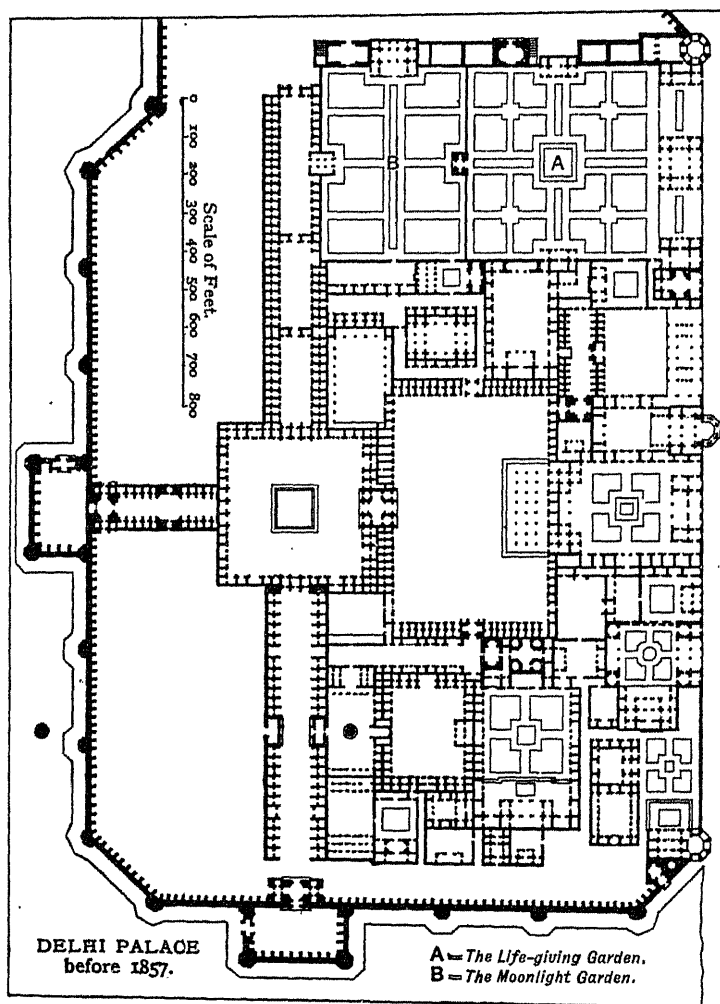 0
100
200
300
400
500
600
700
800
Scale of Feet.
B
A
DELHI PALACE
before 1857.
A = The Life-giving Garden.
B = The Moonlight Garden.